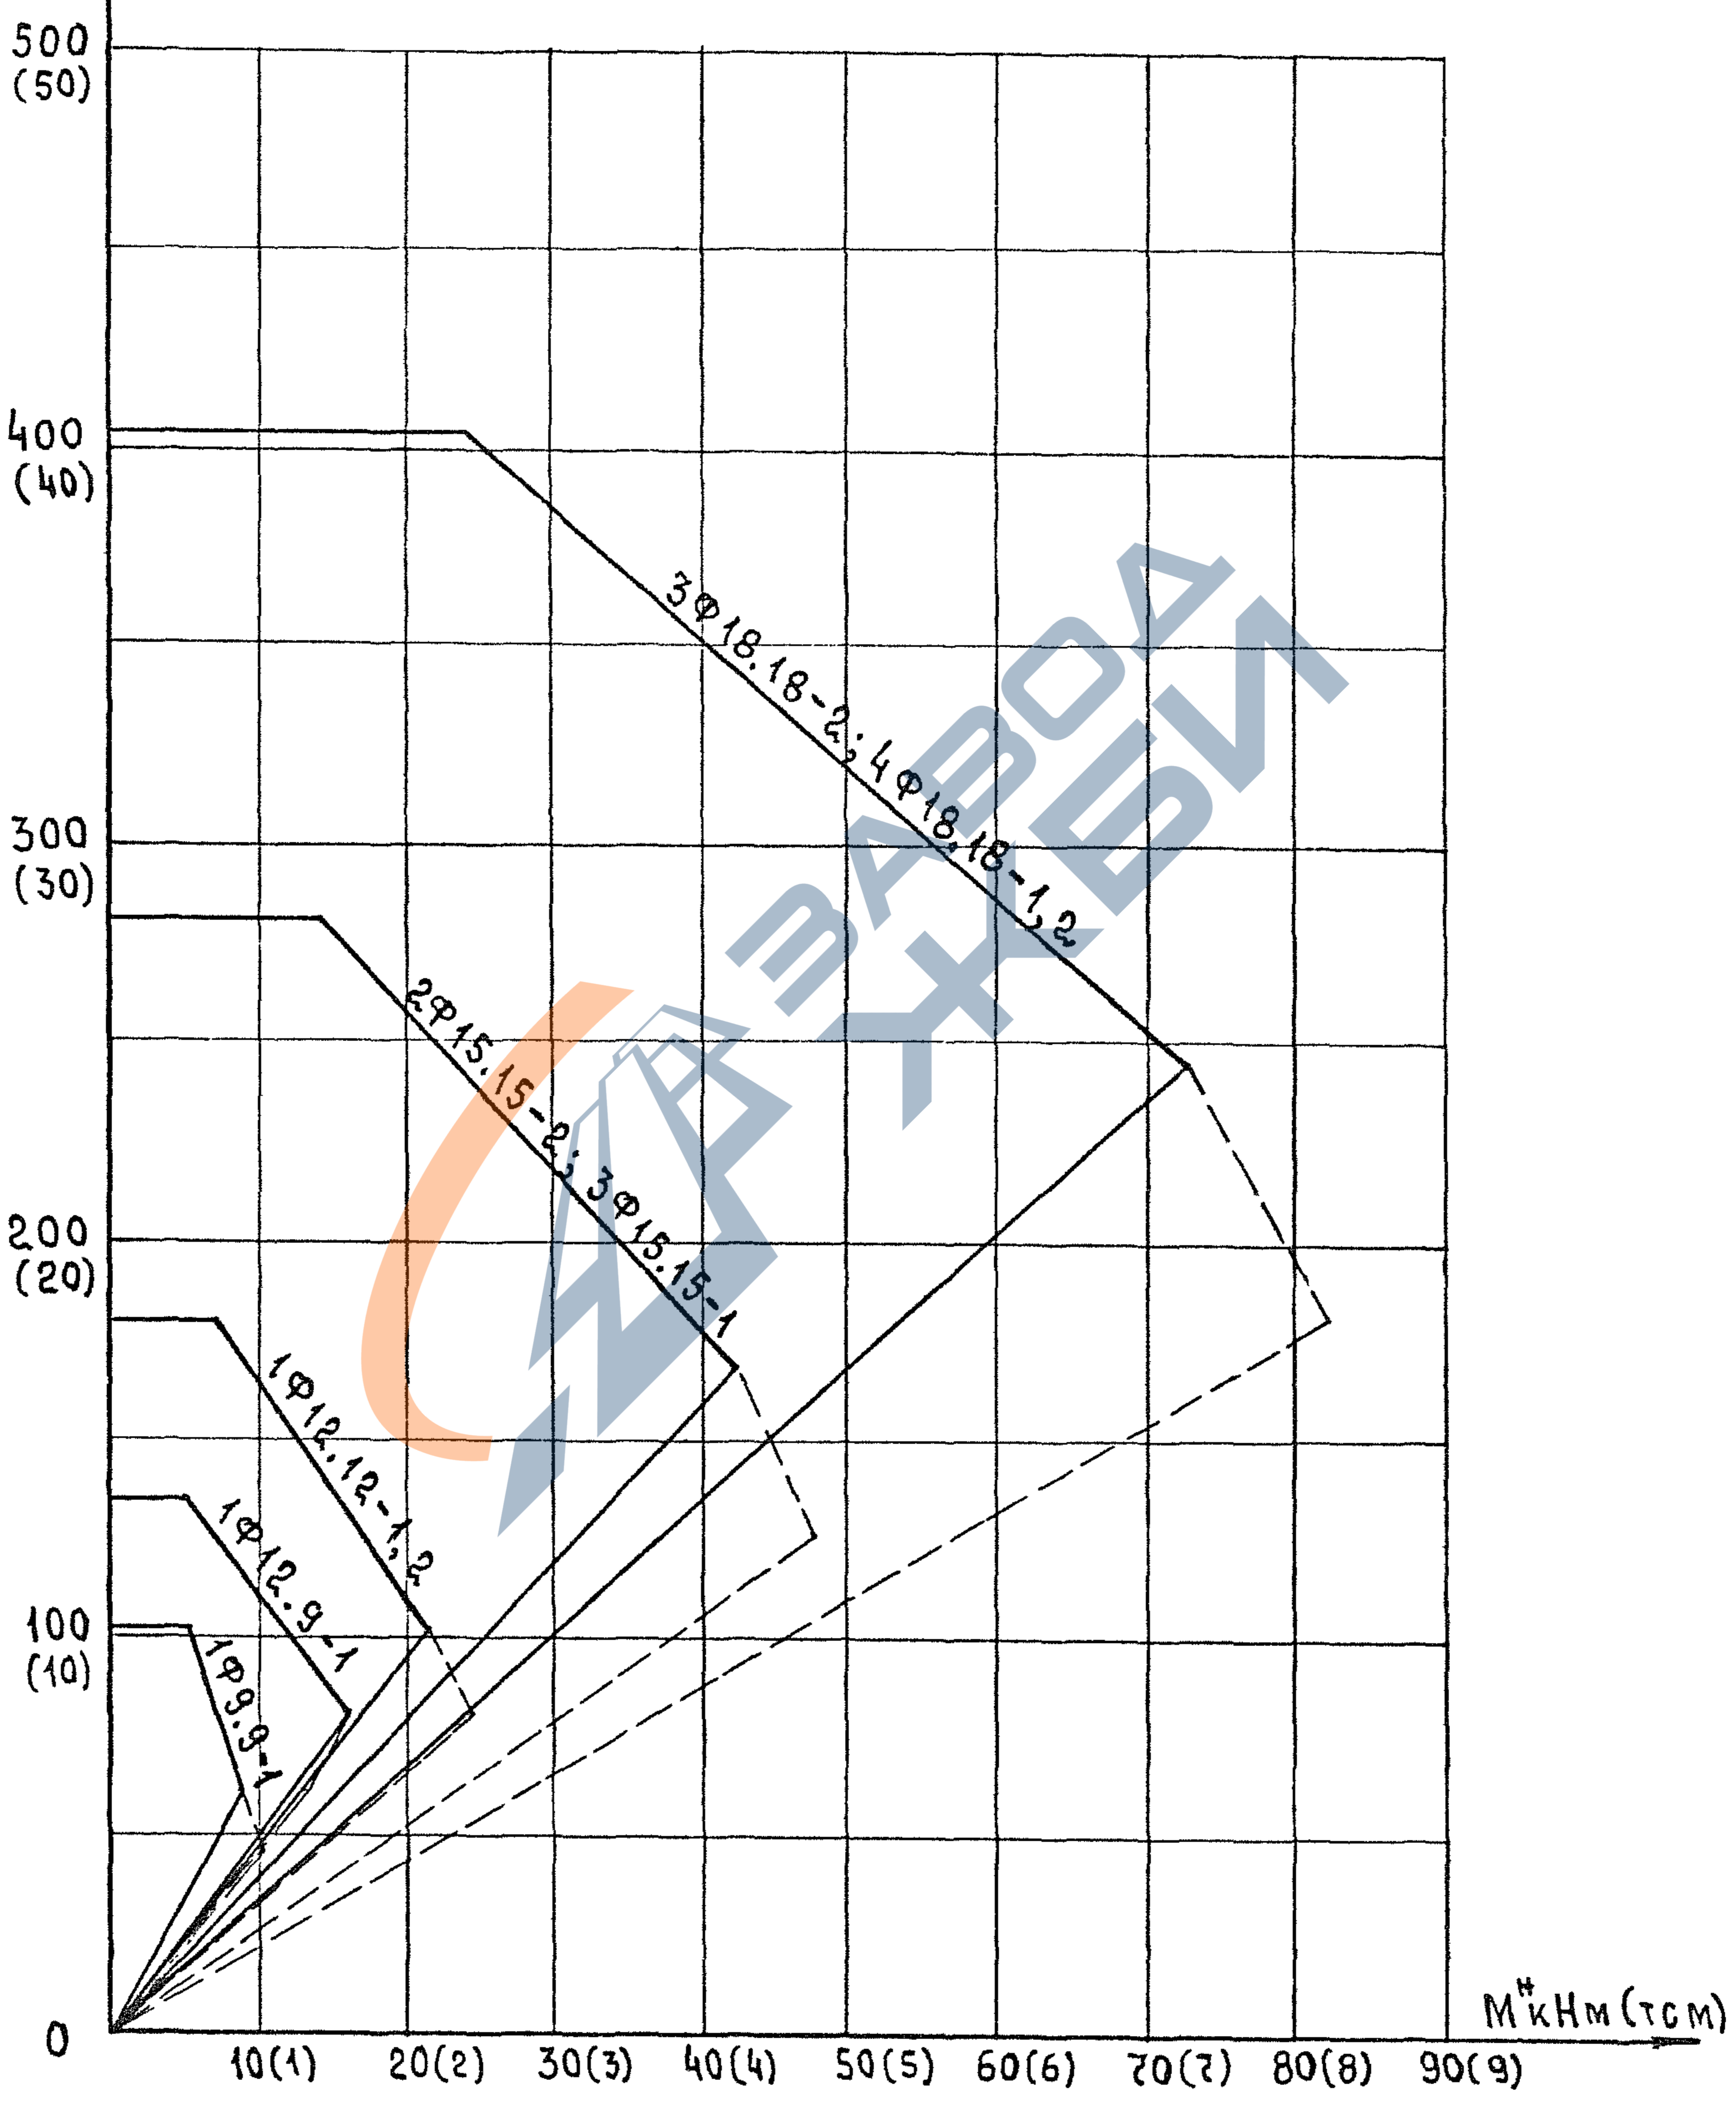 500
(50)
400
(40)
3Ф18.18-2; 4Ф18.18-1,2
ЗАВОД
ЖБИ
300
(30)
2Ф15.15-2; 3Ф15.15-1
200
(20)
1Ф12.12-1,2
1Ф12.9-1
100
(10)
1Ф9.9-1
0
Мᴴ кНм (тсм)
10(1) 20(2) 30(3) 40(4) 50(5) 60(6) 70(7) 80(8) 90(9)